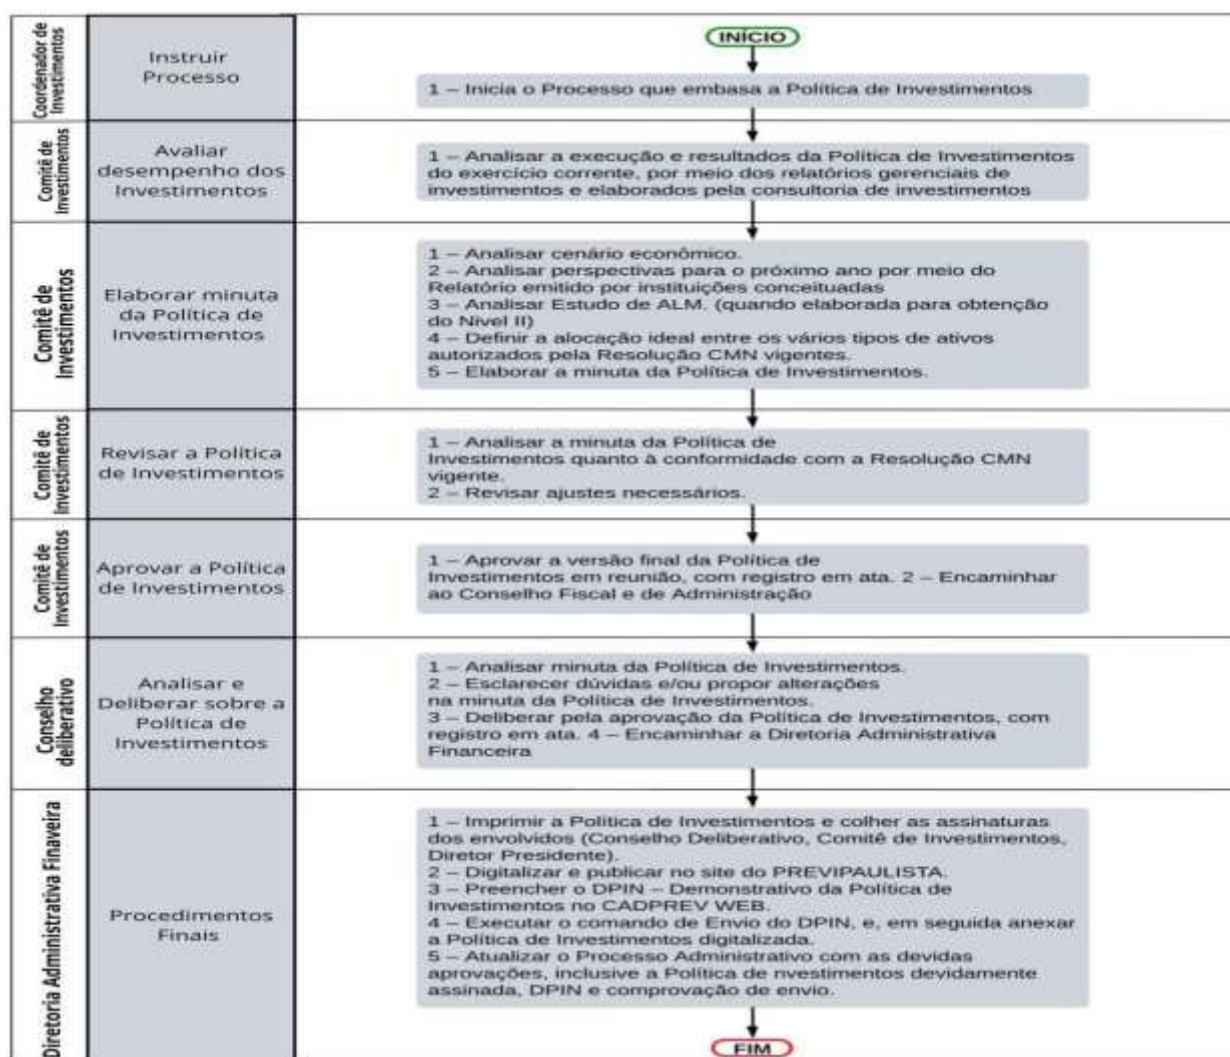 Coordenador de
Investimentos
Instruir
Processo
INÍCIO
1 – Inicia o Processo que embasa a Política de Investimentos
Comitê de
Investimentos
Avaliar
desempenho dos
Investimentos
1 – Analisar a execução e resultados da Política de Investimentos
do exercício corrente, por meio dos relatórios gerenciais de
investimentos e elaborados pela consultoria de investimentos
Comitê de
Investimentos
Elaborar minuta
da Política de
Investimentos
1 – Analisar cenário econômico.
2 – Analisar perspectivas para o próximo ano por meio do
Relatório emitido por instituições conceituadas
3 – Analisar Estudo de ALM. (quando elaborada para obtenção
do Nivel II)
4 – Definir a alocação ideal entre os vários tipos de ativos
autorizados pela Resolução CMN vigentes.
5 – Elaborar a minuta da Política de Investimentos.
Comitê de
Investimentos
Revisar a Política
de Investimentos
1 – Analisar a minuta da Política de
Investimentos quanto à conformidade com a Resolução CMN
vigente.
2 – Revisar ajustes necessários.
Comitê de
Investimentos
Aprovar a Política
de Investimentos
1 – Aprovar a versão final da Política de
Investimentos em reunião, com registro em ata. 2 – Encaminhar
ao Conselho Fiscal e de Administração
Conselho
deliberativo
Analisar e
Deliberar sobre a
Política de
Investimentos
1 – Analisar minuta da Política de Investimentos.
2 – Esclarecer dúvidas e/ou propor alterações
na minuta da Política de Investimentos.
3 – Deliberar pela aprovação da Política de Investimentos, com
registro em ata. 4 – Encaminhar a Diretoria Administrativa
Financeira
Diretoria Administrativa Finaveira
Procedimentos
Finais
1 – Imprimir a Política de Investimentos e colher as assinaturas
dos envolvidos (Conselho Deliberativo, Comitê de Investimentos,
Diretor Presidente).
2 – Digitalizar e publicar no site do PREVIPAULISTA.
3 – Preencher o DPIN – Demonstrativo da Política de
Investimentos no CADPREV WEB.
4 – Executar o comando de Envio do DPIN, e, em seguida anexar
a Política de Investimentos digitalizada.
5 – Atualizar o Processo Administrativo com as devidas
aprovações, inclusive a Política de nvestimentos devidamente
assinada, DPIN e comprovação de envio.
FIM